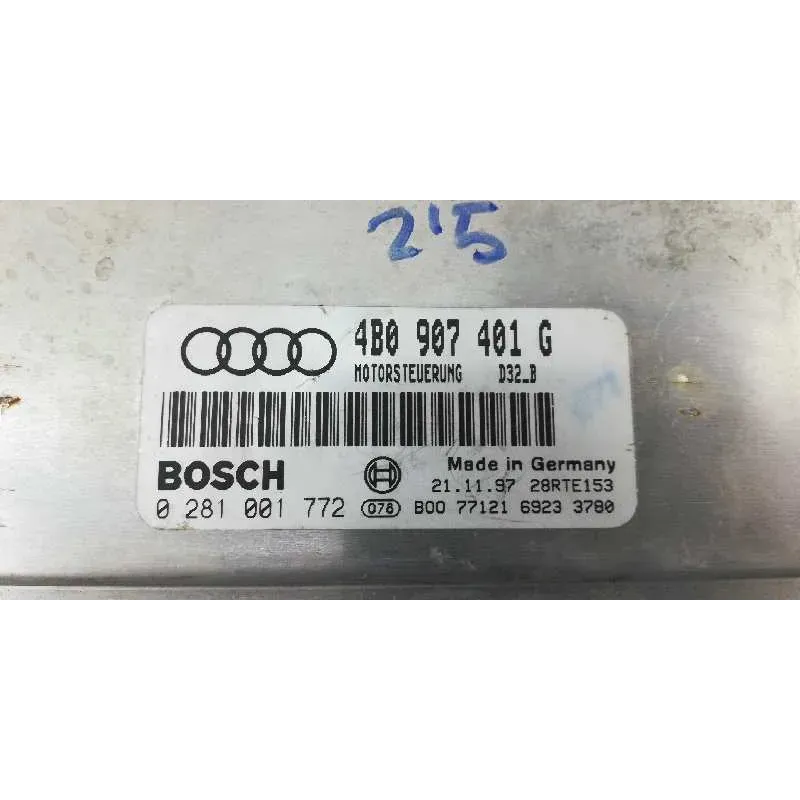 2'5
4B0 907 401 G
MOTORSTEUERUNG D32_B
BOSCH
Made in Germany
21.11.97 28RTE153
0 281 001 772 078 B00 77121 6923 3780